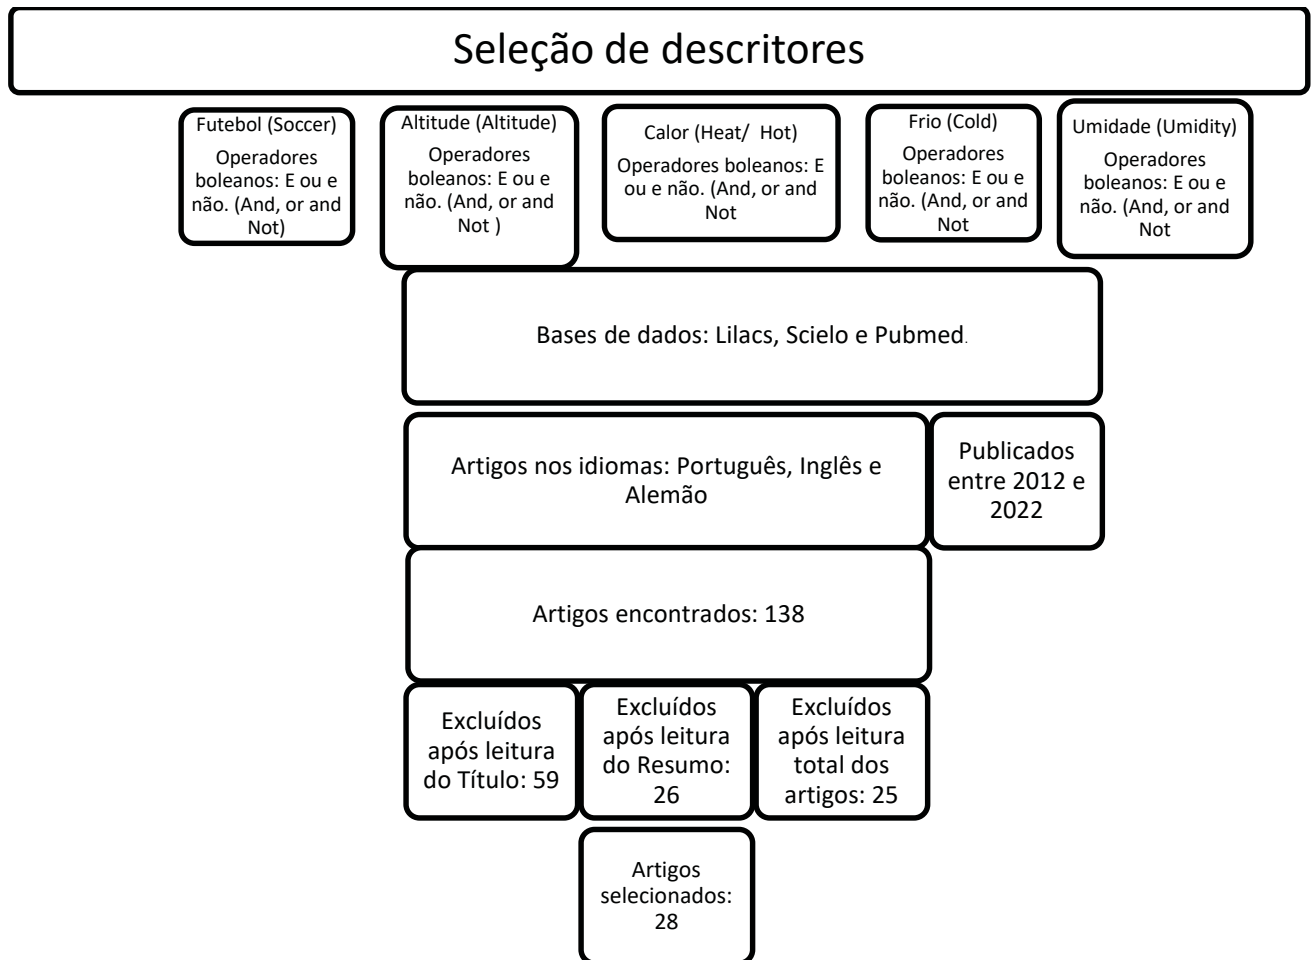 Seleção de descritores
Futebol (Soccer)
Operadores
boleanos: E ou e
não. (And, or and
Not)
Altitude (Altitude)
Operadores
boleanos: E ou e
não. (And, or and
Not )
Calor (Heat/ Hot)
Operadores boleanos: E
ou e não. (And, or and
Not
Frio (Cold)
Operadores
boleanos: E ou e
não. (And, or and
Not
Umidade (Umidity)
Operadores
boleanos: E ou e
não. (And, or and
Not
Bases de dados: Lilacs, Scielo e Pubmed.
Artigos nos idiomas: Português, Inglês e
Alemão
Publicados
entre 2012 e
2022
Artigos encontrados: 138
Excluídos
após leitura
do Título: 59
Excluídos
após leitura
do Resumo:
26
Excluídos
após leitura
total dos
artigos: 25
Artigos
selecionados:
28